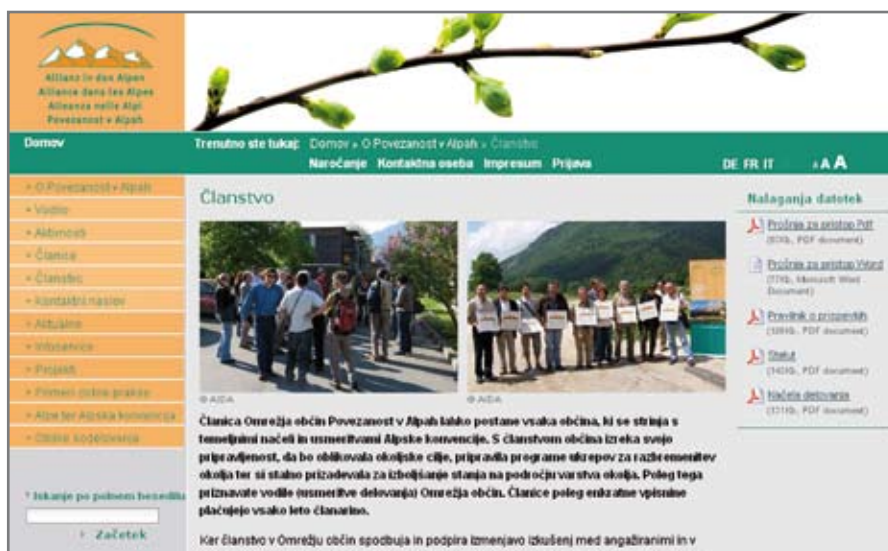 Allianz in den Alpen
Alliance dans les Alpes
Alleanza nelle Alpi
Povezanost v Alpah
Domov
Trenutno ste tukaj: Domov » O Povezanost v Alpah » Članstvo
Naročanje Kontaktna oseba Impresum Prijava
DE FR IT A A A
» O Povezanost v Alpah
» Vodilo
» Aktivnosti
» Članice
» Članstvo
» Kontaktni naslov
» Aktualno
» Infoservice
» Projekti
» Primeri dobre prakse
» Alpe ter Alpska konvencija
» Oblike sodelovanja
Iskanje po polnem besedilu
» Začetek
Članstvo
© AIDA
© AIDA
Članica Omrežja občin Povezanost v Alpah lahko postane vsaka občina, ki se strinja s
temeljnimi načeli in usmeritvami Alpske konvencije. S članstvom občina izreka svojo
pripravljenost, da bo oblikovala okoljske cilje, pripravila programe ukrepov za razbremenitev
okolja ter si stalno prizadevala za izboljšanje stanja na področju varstva okolja. Poleg tega
priznavate vodilo (usmeritve delovanja) Omrežja občin. Članice poleg enkratne vpisnine
plačujejo vsako leto članarino.
Ker članstvo v Omrežju občin spodbuja in podpira izmenjavo izkušenj med angažiranimi in v
Nalaganja datotek
Prošnja za pristop Pdf
(80Kb, PDF document)
Prošnja za pristop Word
(77Kb, Microsoft Word
Document)
Pravilnik o prispevkih
(PDF document)
Statut
(140Kb, PDF document)
Načela delovanja
(131Kb, PDF document)